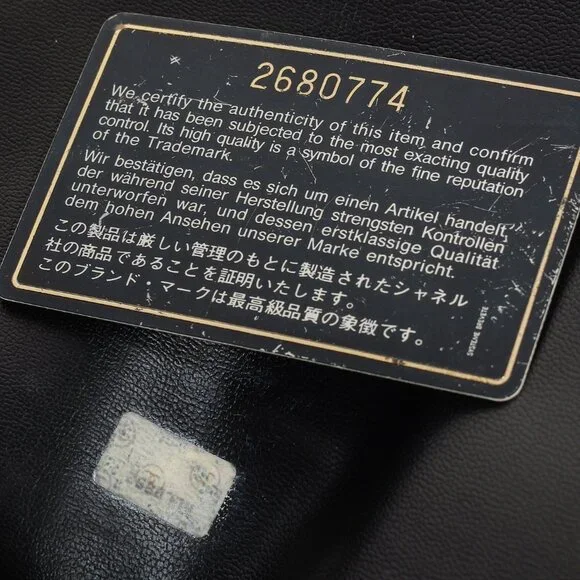 2680774
We certify the authenticity of this item and confirm
that it has been subjected to the most exacting quality
control. Its high quality is a symbol of the fine reputation
of the Trademark.
Wir bestätigen, dass es sich um einen Artikel handelt,
der während seiner Herstellung strengsten Kontrollen
unterworfen war, und dessen erstklassige Qualität
dem hohen Ansehen unserer Marke entspricht.
この製品は厳しい管理のもとに製造されたシャネル
社の商品であることを証明いたします。
このブランド・マークは最高級品質の象徴です。
SYSTEME BREVETE